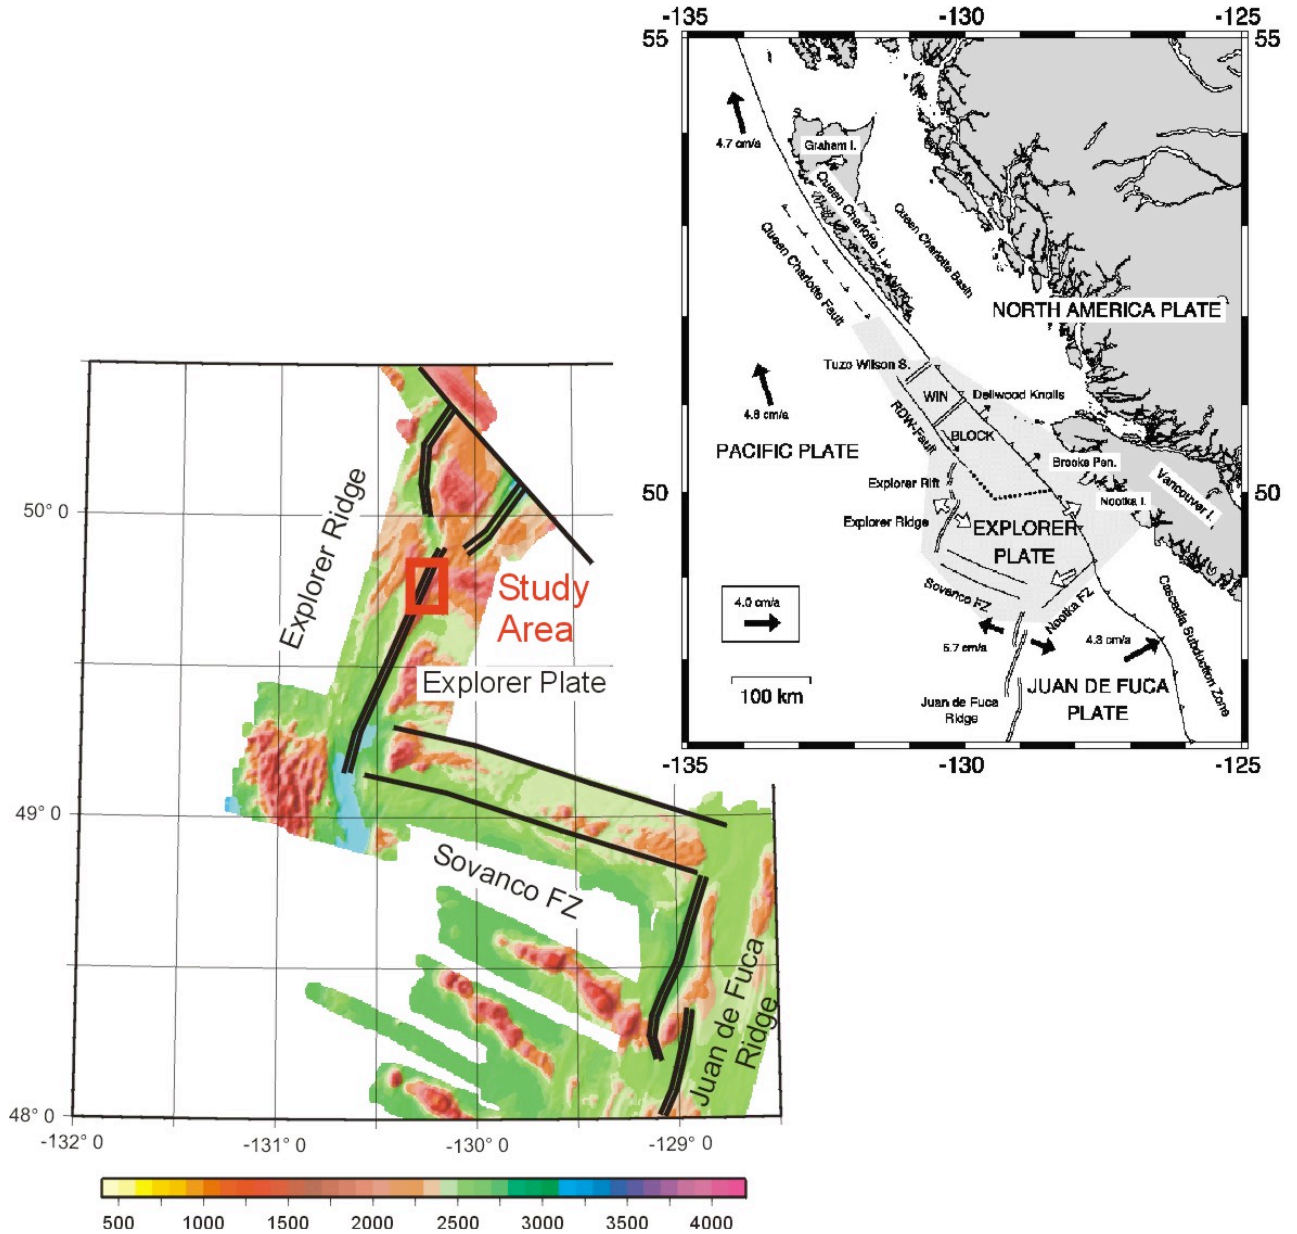 -135
-130
-125
55
55
4.7 cm/a
Graham I.
Queen Charlotte I.
Queen Charlotte Basin
Queen Charlotte Fault
NORTH AMERICA PLATE
Tuzo Wilson S.
WIN
Dellwood Knolls
4.6 cm/a
RDW-Fault
BLOCK
PACIFIC PLATE
Brooks Pen.
Vancouver I.
Explorer Rift
50
Nootka I.
50
Explorer Ridge
EXPLORER
PLATE
Sovanco FZ
Nootka FZ
Cascadia Subduction Zone
4.0 cm/a
5.7 cm/a
4.3 cm/a
100 km
JUAN DE FUCA
PLATE
Juan de Fuca
Ridge
-135
-130
-125
Explorer Ridge
50° 0
Study
Area
Explorer Plate
49° 0
Sovanco FZ
Juan de Fuca
Ridge
48° 0
-132° 0
-131° 0
-130° 0
-129° 0
500
1000
1500
2000
2500
3000
3500
4000